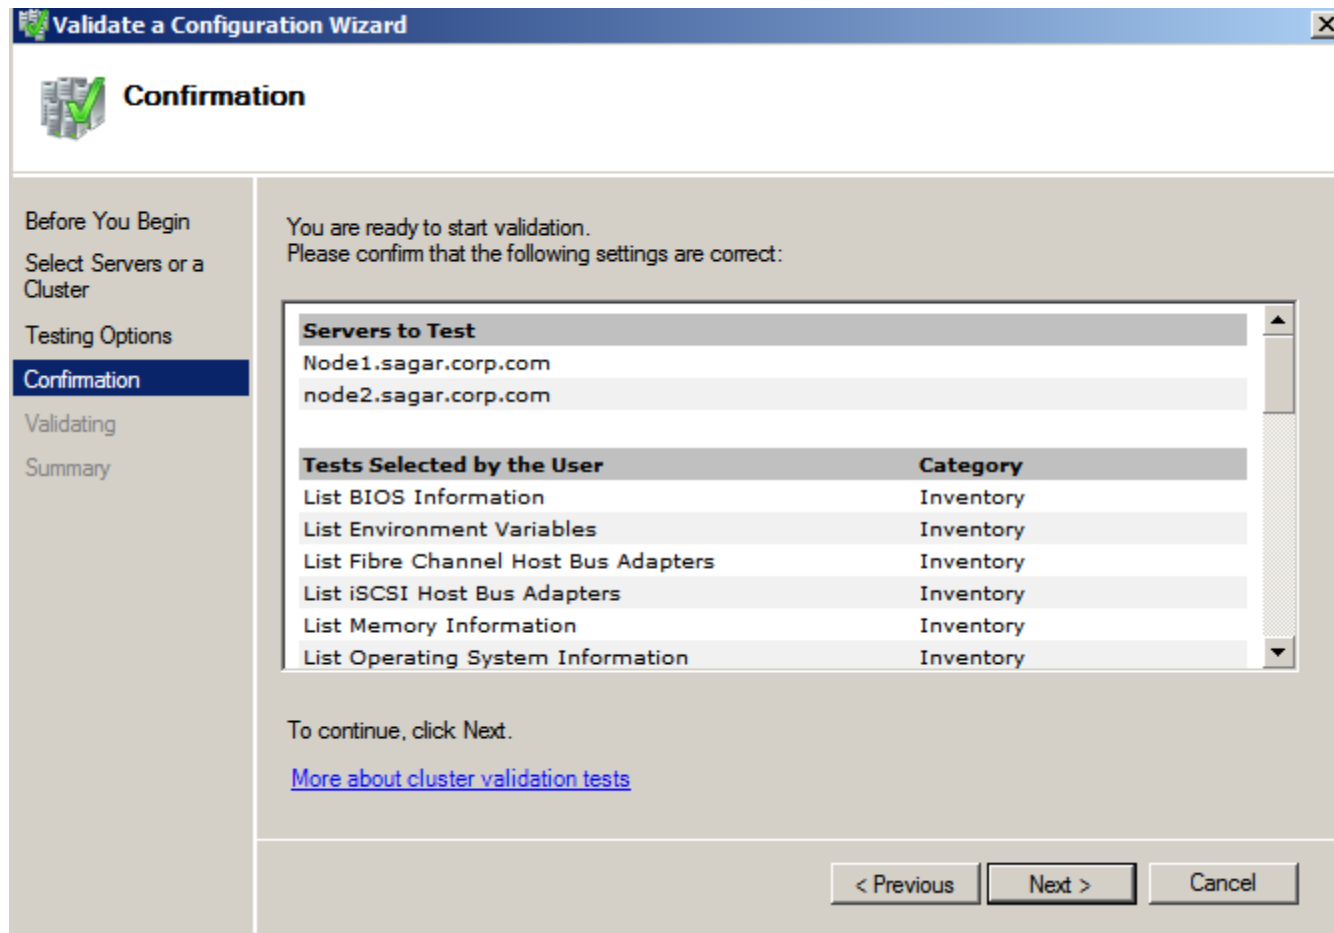 Validate a Configuration Wizard
Confirmation
Before You Begin
Select Servers or a
Cluster
Testing Options
Confirmation
Validating
Summary
You are ready to start validation.
Please confirm that the following settings are correct:
Servers to Test
Node1.sagar.corp.com
node2.sagar.corp.com
Tests Selected by the User Category
List BIOS Information Inventory
List Environment Variables Inventory
List Fibre Channel Host Bus Adapters Inventory
List iSCSI Host Bus Adapters Inventory
List Memory Information Inventory
List Operating System Information Inventory
To continue, click Next.
More about cluster validation tests
< Previous Next > Cancel